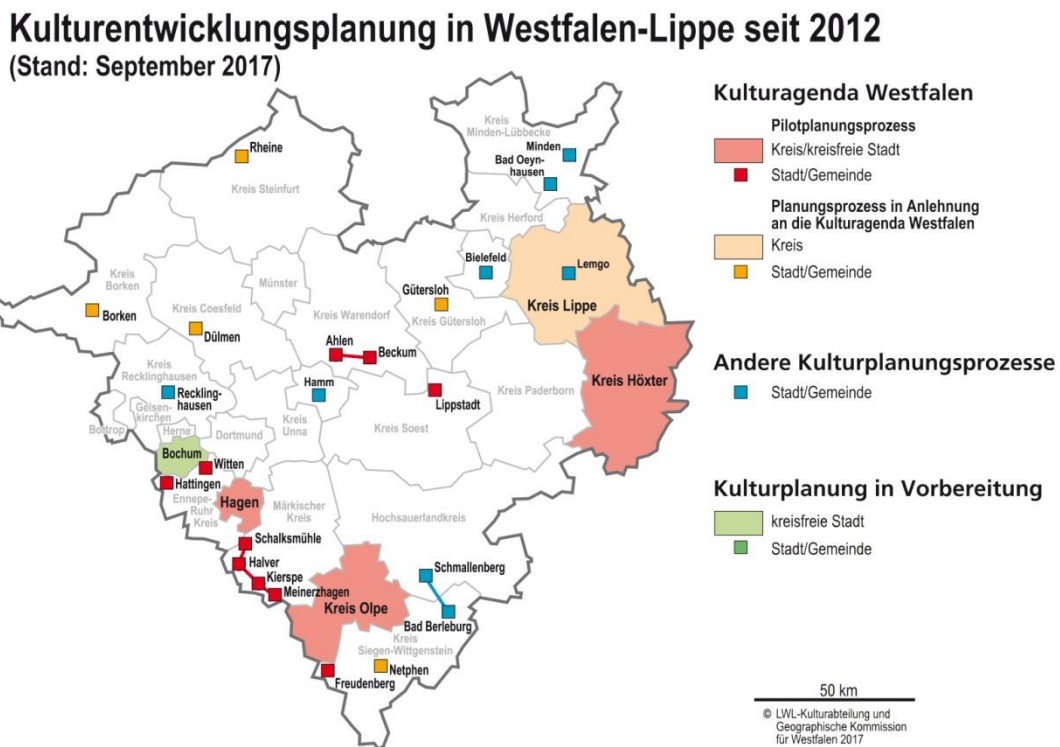 Kulturentwicklungsplanung in Westfalen-Lippe seit 2012
(Stand: September 2017)
Kreis
Minden-Lübbecke
Minden
Bad Oeyn-
hausen
Rheine
Kreis Steinfurt
Kreis Herford
Bielefeld
Lemgo
Kreis
Borken
Münster
Kreis Coesfeld
Gütersloh
Kreis Lippe
Borken
Dülmen
Kreis Warendorf
Kreis Gütersloh
Ahlen
Beckum
Kreis
Recklinghausen
Reckling-
hausen
Hamm
Lippstadt
Kreis Paderborn
Kreis Höxter
Gelsen-
kirchen
Bottrop
Herne
Dortmund
Kreis
Unna
Kreis Soest
Bochum
Witten
Hattingen
Ennepe-
Ruhr
Kreis
Hagen
Märkischer
Kreis
Hochsauerlandkreis
Schalksmühle
Halver
Kierspe
Meinerzhagen
Schmallenberg
Kreis Olpe
Bad Berleburg
Kreis
Siegen-Wittgenstein
Netphen
Freudenberg
Kulturagenda Westfalen
Pilotplanungsprozess
Kreis/kreisfreie Stadt
Stadt/Gemeinde
Planungsprozess in Anlehnung
an die Kulturagenda Westfalen
Kreis
Stadt/Gemeinde
Andere Kulturplanungsprozesse
Stadt/Gemeinde
Kulturplanung in Vorbereitung
kreisfreie Stadt
Stadt/Gemeinde
50 km
© LWL-Kulturabteilung und
Geographische Kommission
für Westfalen 2017